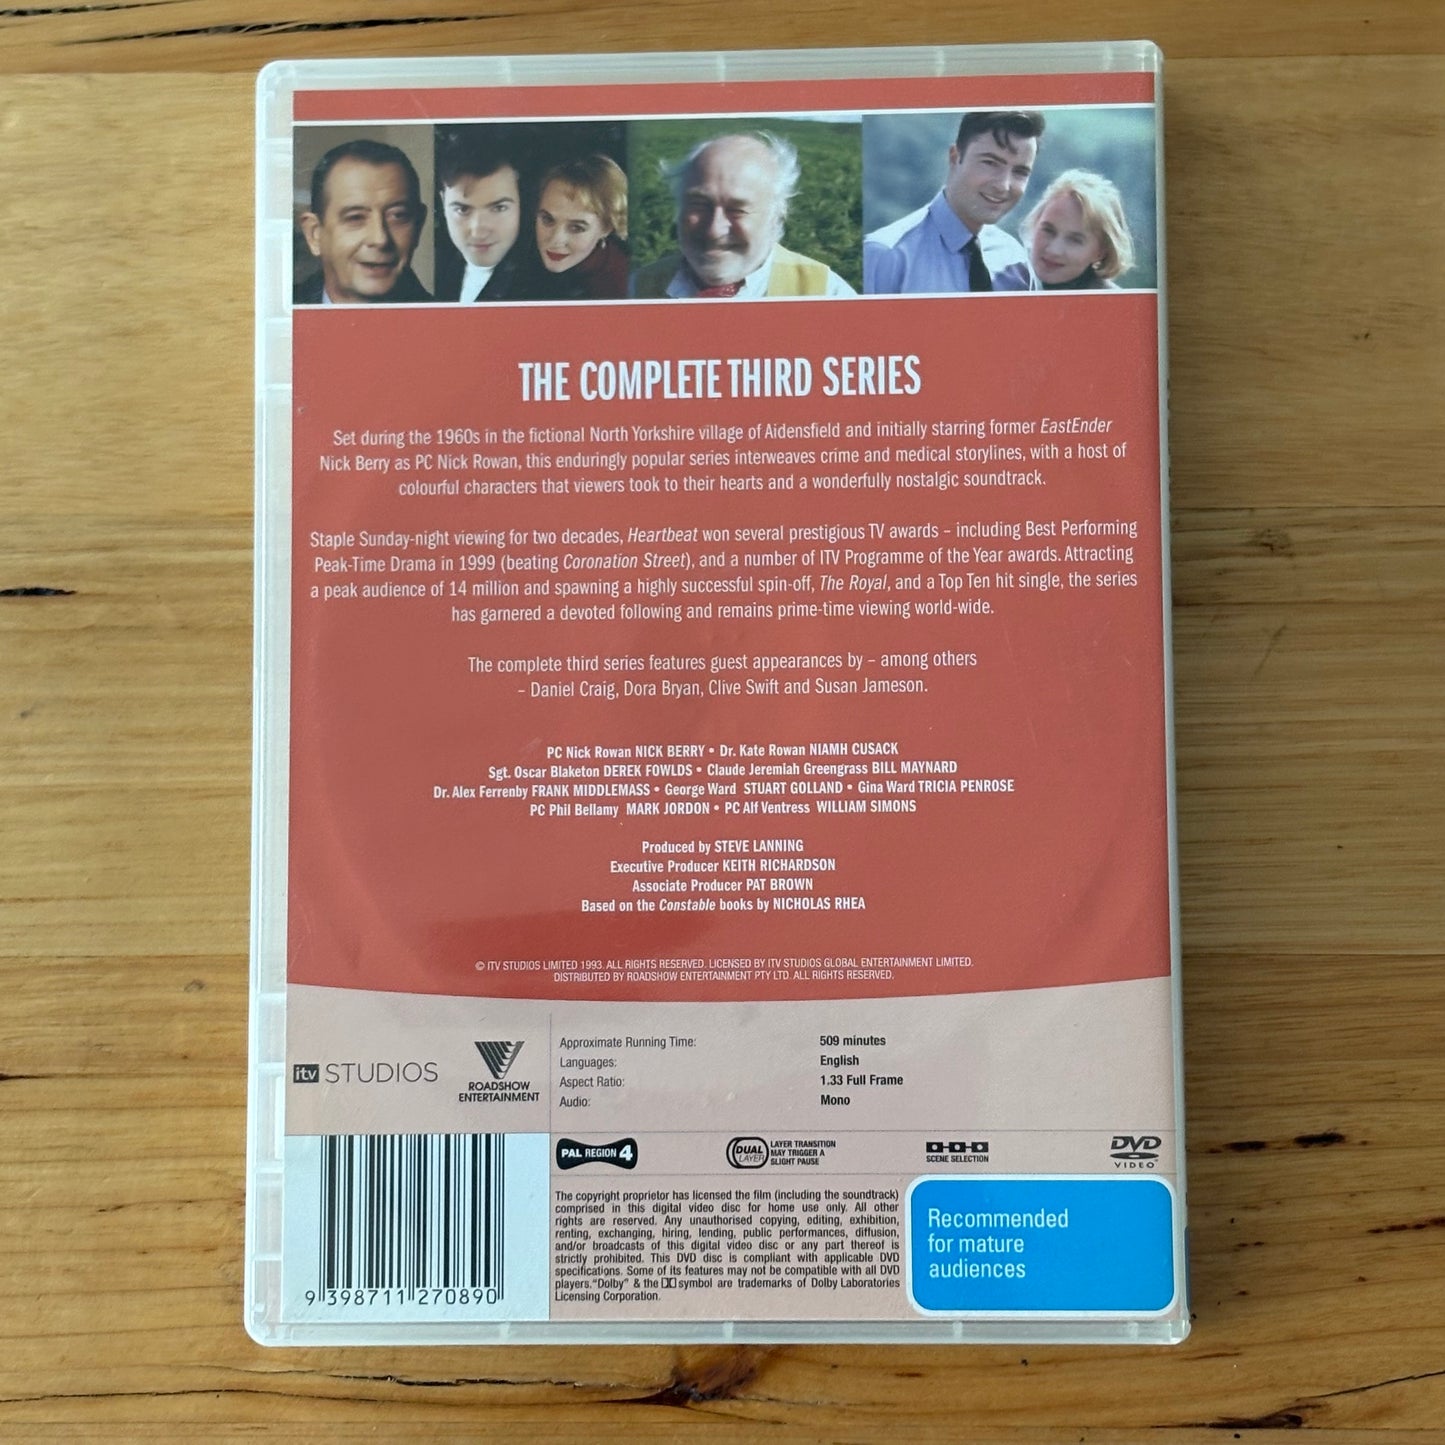 THE COMPLETE THIRD SERIES
Set during the 1960s in the fictional North Yorkshire village of Aidensfield and initially starring former EastEnder
Nick Berry as PC Nick Rowan, this enduringly popular series interweaves crime and medical storylines, with a host of
colourful characters that viewers took to their hearts and a wonderfully nostalgic soundtrack.
Staple Sunday-night viewing for two decades, Heartbeat won several prestigious TV awards – including Best Performing
Peak-Time Drama in 1999 (beating Coronation Street), and a number of ITV Programme of the Year awards. Attracting
a peak audience of 14 million and spawning a highly successful spin-off, The Royal, and a Top Ten hit single, the series
has garnered a devoted following and remains prime-time viewing world-wide.
The complete third series features guest appearances by – among others
– Daniel Craig, Dora Bryan, Clive Swift and Susan Jameson.
PC Nick Rowan NICK BERRY • Dr. Kate Rowan NIAMH CUSACK
Sgt. Oscar Blaketon DEREK FOWLDS • Claude Jeremiah Greengrass BILL MAYNARD
Dr. Alex Ferrenby FRANK MIDDLEMASS • George Ward STUART GOLLAND • Gina Ward TRICIA PENROSE
PC Phil Bellamy MARK JORDON • PC Alf Ventress WILLIAM SIMONS
Produced by STEVE LANNING
Executive Producer KEITH RICHARDSON
Associate Producer PAT BROWN
Based on the Constable books by NICHOLAS RHEA
© ITV STUDIOS LIMITED 1993. ALL RIGHTS RESERVED. LICENSED BY ITV STUDIOS GLOBAL ENTERTAINMENT LIMITED.
DISTRIBUTED BY ROADSHOW ENTERTAINMENT PTY LTD. ALL RIGHTS RESERVED.
itv STUDIOS
ROADSHOW
ENTERTAINMENT
Approximate Running Time: 509 minutes
Languages: English
Aspect Ratio: 1.33 Full Frame
Audio: Mono
PAL REGION 4
DUAL LAYER
LAYER TRANSITION
MAY TRIGGER A
SLIGHT PAUSE
SCENE SELECTION
DVD
VIDEO
The copyright proprietor has licensed the film (including the soundtrack)
comprised in this digital video disc for home use only. All other
rights are reserved. Any unauthorised copying, editing, exhibition,
renting, exchanging, hiring, lending, public performances, diffusion,
and/or broadcasts of this digital video disc or any part thereof is
strictly prohibited. This DVD disc is compliant with applicable DVD
specifications. Some of its features may not be compatible with all DVD
players. “Dolby” & the DD symbol are trademarks of Dolby Laboratories
Licensing Corporation.
Recommended
for mature
audiences
9 398711 270890